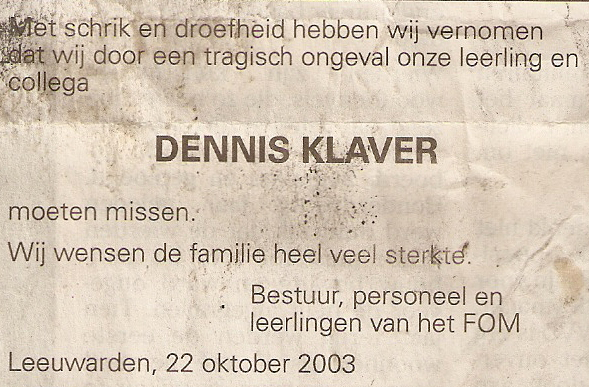 Met schrik en droefheid hebben wij vernomen
dat wij door een tragisch ongeval onze leerling en
collega
DENNIS KLAVER
moeten missen.
Wij wensen de familie heel veel sterkte.
Bestuur, personeel en
leerlingen van het FOM
Leeuwarden, 22 oktober 2003